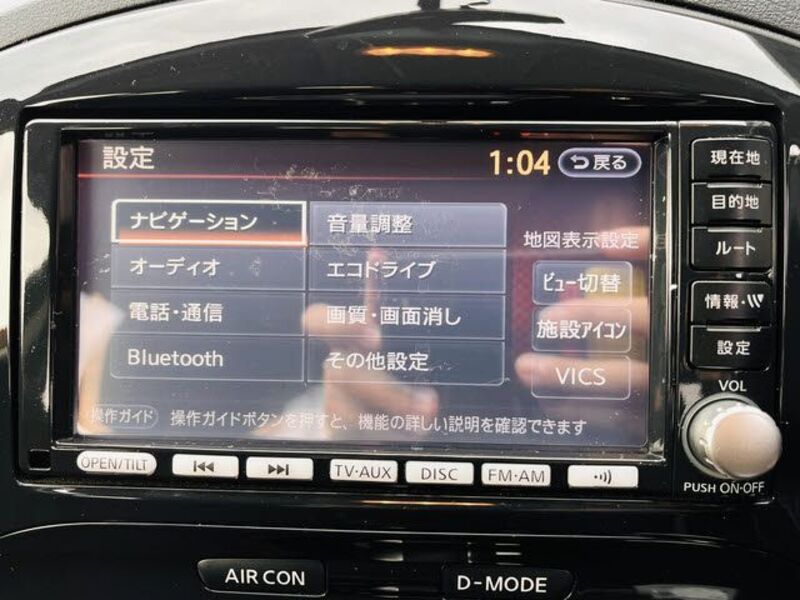 設定 1:04 戻る
ナビゲーション 音量調整
オーディオ エコドライブ
電話・通信 画質・画面消し
Bluetooth その他設定
地図表示設定
ビュー切替
施設アイコン
VICS
操作ガイド 操作ガイドボタンを押すと、機能の詳しい説明を確認できます
現在地
目的地
ルート
情報・
設定
VOL
PUSH ON・OFF
OPEN/TILT TV・AUX DISC FM・AM
AIR CON D-MODE